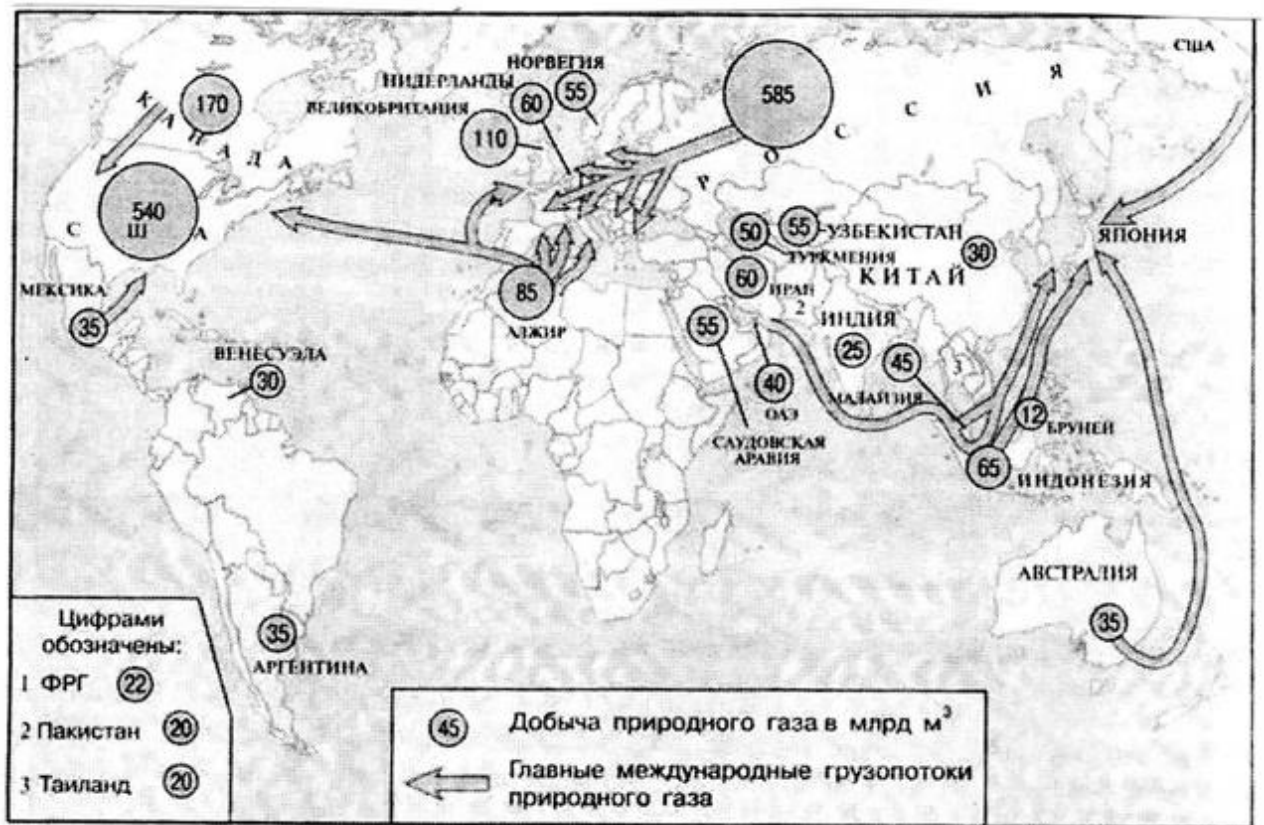 США
НОРВЕГИЯ
НИДЕРЛАНДЫ
ВЕЛИКОБРИТАНИЯ
55
60
110
585
Р О С С И Я
170
К А Н А Д А
540
С Ш А
МЕКСИКА
35
85
АЛЖИР
50
55
УЗБЕКИСТАН
ТУРКМЕНИЯ
30
КИТАЙ
ЯПОНИЯ
60
ИРАН
2
55
ИНДИЯ
25
45
3
ВЕНЕСУЭЛА
30
40
ОАЭ
МАЛАЙЗИЯ
12
БРУНЕЙ
САУДОВСКАЯ
АРАВИЯ
65
ИНДОНЕЗИЯ
АВСТРАЛИЯ
35
35
АРГЕНТИНА
Цифрами
обозначены:
1 ФРГ 22
2 Пакистан 20
3 Таиланд 20
45 Добыча природного газа в млрд м³
Главные международные грузопотоки
природного газа